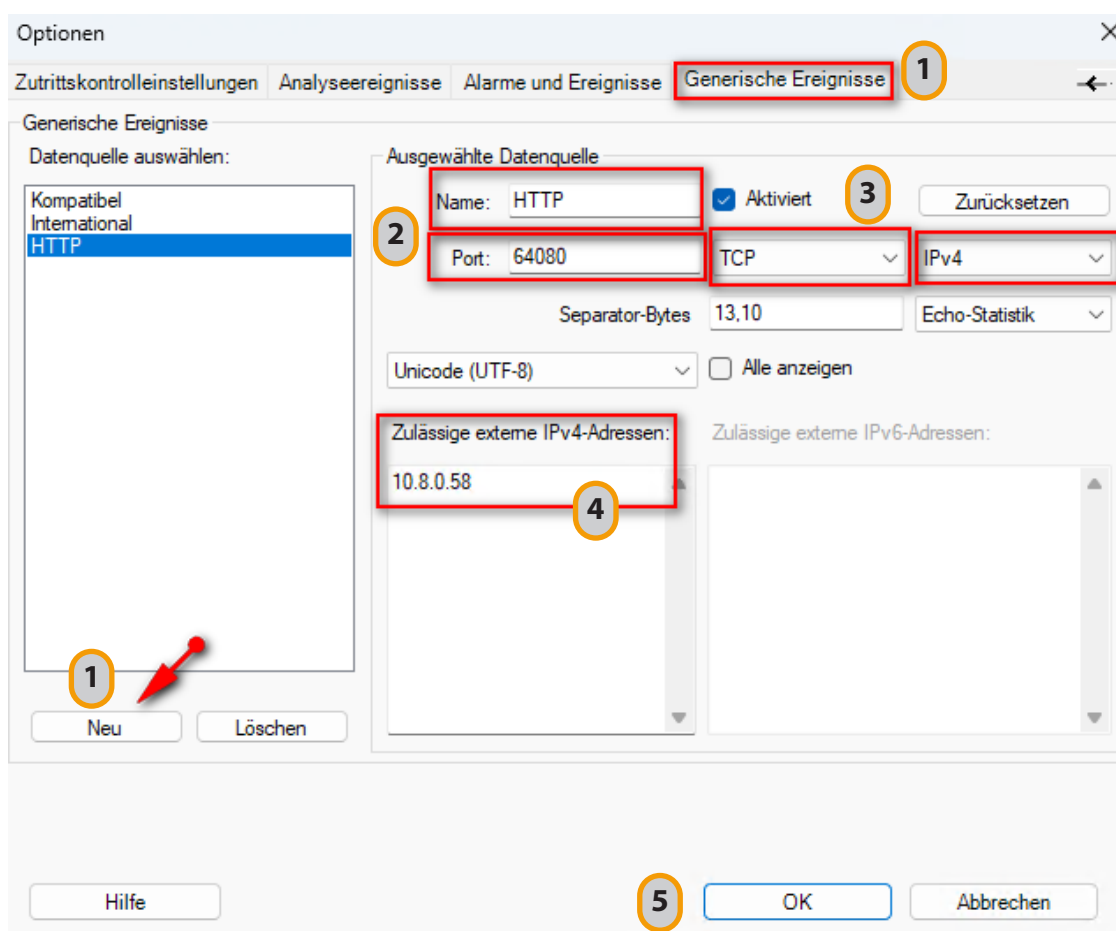 Optionen
Zutrittskontrolleinstellungen Analyseereignisse Alarme und Ereignisse Generische Ereignisse 1
Generische Ereignisse
Datenquelle auswählen:
Kompatibel
International
HTTP
1
Neu Löschen
Ausgewählte Datenquelle
Name: HTTP Aktiviert 3 Zurücksetzen
2
Port: 64080 TCP IPv4
Separator-Bytes 13,10 Echo-Statistik
Unicode (UTF-8) Alle anzeigen
Zulässige externe IPv4-Adressen: Zulässige externe IPv6-Adressen:
10.8.0.58
4
Hilfe 5 OK Abbrechen